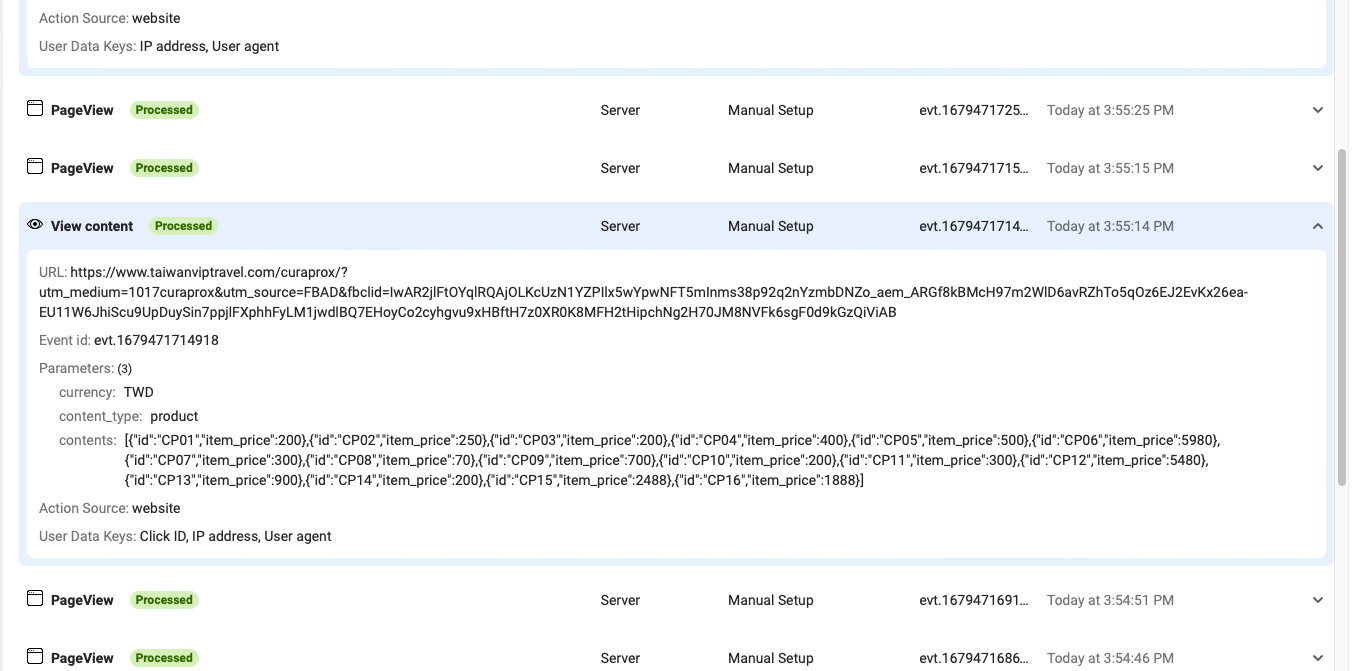 Action Source: website
User Data Keys: IP address, User agent
PageView Processed Server Manual Setup evt.1679471725... Today at 3:55:25 PM
PageView Processed Server Manual Setup evt.1679471715... Today at 3:55:15 PM
View content Processed Server Manual Setup evt.1679471714... Today at 3:55:14 PM
URL: https://www.taiwanviptravel.com/curaprox/?
utm_medium=1017curaprox&utm_source=FBAD&fbclid=IwAR2jlFtOYqlRQAjOLKcUzN1YZPIlx5wYpwNFT5mInms38p92q2nYzmbDNZo_aem_ARGf8kBMcH97m2WlD6avRZhTo5qOz6EJ2EvKx26ea-
EU11W6JhiScu9UpDuySin7ppjlFXphhFyLM1jwdlBQ7EHoyCo2cyhgvu9xHBftH7z0XR0K8MFH2tHipchNg2H70JM8NVFk6sgF0d9kGzQiViAB
Event id: evt.1679471714918
Parameters: (3)
currency: TWD
content_type: product
contents: [{"id":"CP01","item_price":200},{"id":"CP02","item_price":250},{"id":"CP03","item_price":200},{"id":"CP04","item_price":400},{"id":"CP05","item_price":500},{"id":"CP06","item_price":5980},
{"id":"CP07","item_price":300},{"id":"CP08","item_price":70},{"id":"CP09","item_price":700},{"id":"CP10","item_price":200},{"id":"CP11","item_price":300},{"id":"CP12","item_price":5480},
{"id":"CP13","item_price":900},{"id":"CP14","item_price":200},{"id":"CP15","item_price":2488},{"id":"CP16","item_price":1888}]
Action Source: website
User Data Keys: Click ID, IP address, User agent
PageView Processed Server Manual Setup evt.1679471691... Today at 3:54:51 PM
PageView Processed Server Manual Setup evt.1679471686... Today at 3:54:46 PM